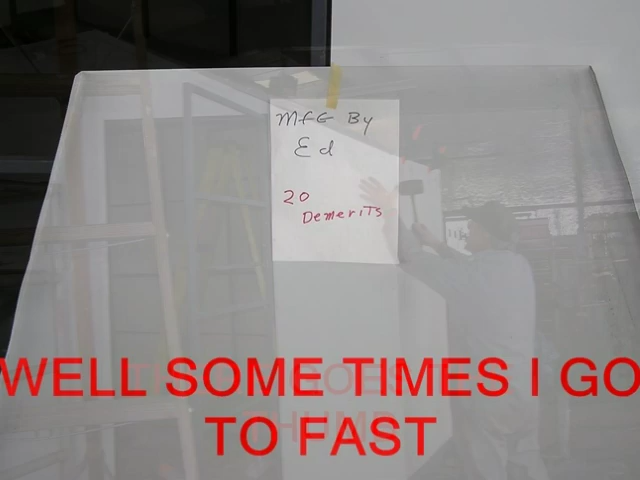 MFG By
Ed
20
DemeriTs
WELL SOME TIMES I GO
TO FAST